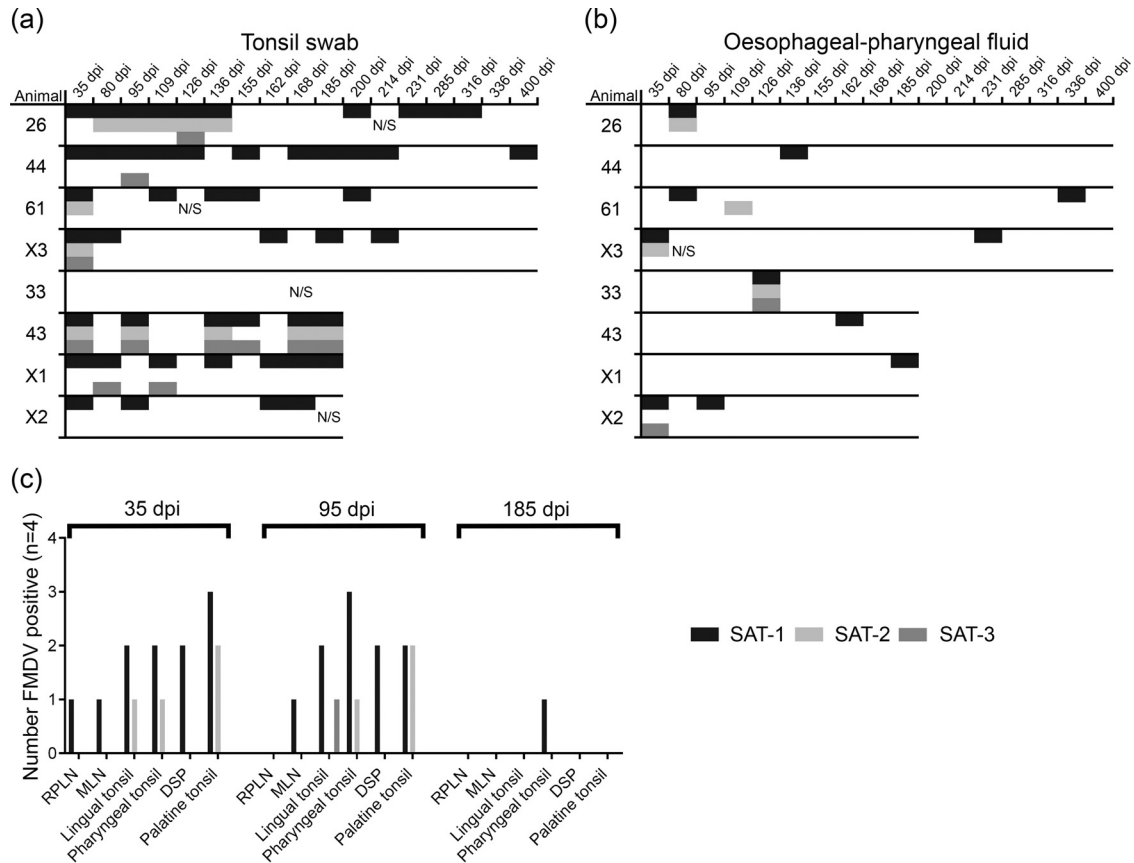 (a)
Tonsil swab
Animal 35 dpi 80 dpi 95 dpi 109 dpi 126 dpi 136 dpi 155 dpi 162 dpi 168 dpi 185 dpi 200 dpi 214 dpi 231 dpi 285 dpi 316 dpi 336 dpi 400 dpi
26
N/S
44
61
N/S
X3
33
N/S
43
X1
X2
N/S
(b)
Oesophageal-pharyngeal fluid
Animal 35 dpi 80 dpi 95 dpi 109 dpi 126 dpi 136 dpi 155 dpi 162 dpi 168 dpi 185 dpi 200 dpi 214 dpi 231 dpi 285 dpi 316 dpi 336 dpi 400 dpi
26
44
61
X3
N/S
33
43
X1
X2
(c)
35 dpi 95 dpi 185 dpi
Number FMDV positive (n=4)
4
3
2
1
0
RPLN MLN Lingual tonsil Pharyngeal tonsil DSP Palatine tonsil
RPLN MLN Lingual tonsil Pharyngeal tonsil DSP Palatine tonsil
RPLN MLN Lingual tonsil Pharyngeal tonsil DSP Palatine tonsil
SAT-1 SAT-2 SAT-3